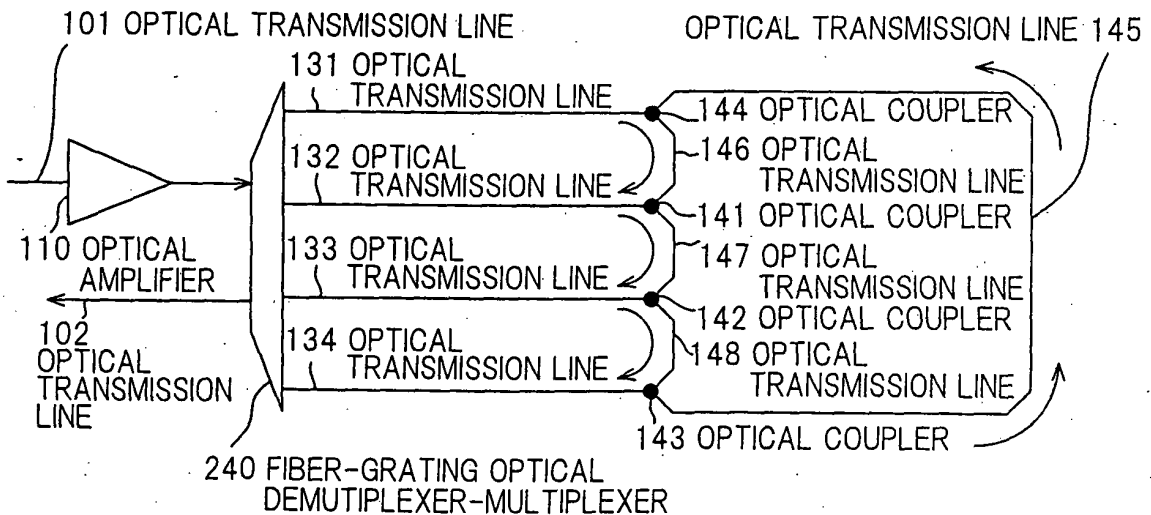 101 OPTICAL TRANSMISSION LINE
OPTICAL TRANSMISSION LINE 145
131 OPTICAL
TRANSMISSION LINE
144 OPTICAL COUPLER
132 OPTICAL
TRANSMISSION LINE
146 OPTICAL
TRANSMISSION LINE
141 OPTICAL COUPLER
110 OPTICAL
AMPLIFIER
133 OPTICAL
TRANSMISSION LINE
147 OPTICAL
TRANSMISSION LINE
142 OPTICAL COUPLER
102
OPTICAL
TRANSMISSION
LINE
134 OPTICAL
TRANSMISSION LINE
148 OPTICAL
TRANSMISSION LINE
143 OPTICAL COUPLER
240 FIBER-GRATING OPTICAL
DEMUTIPLEXER-MULTIPLEXER